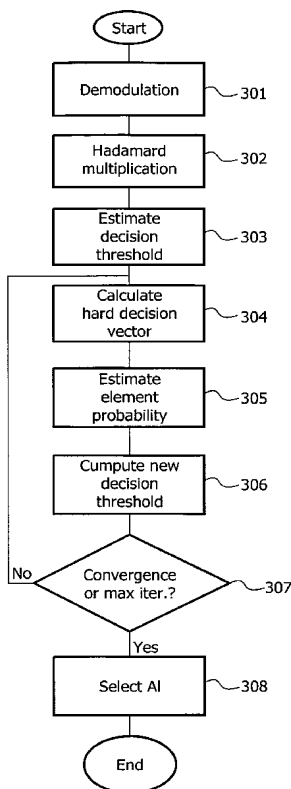 Start
Demodulation
301
Hadamard
multiplication
302
Estimate
decision
threshold
303
Calculate
hard decision
vector
304
Estimate
element
probability
305
Cumpute new
decision
threshold
306
No
Convergence
or max iter.?
307
Yes
Select AI
308
End